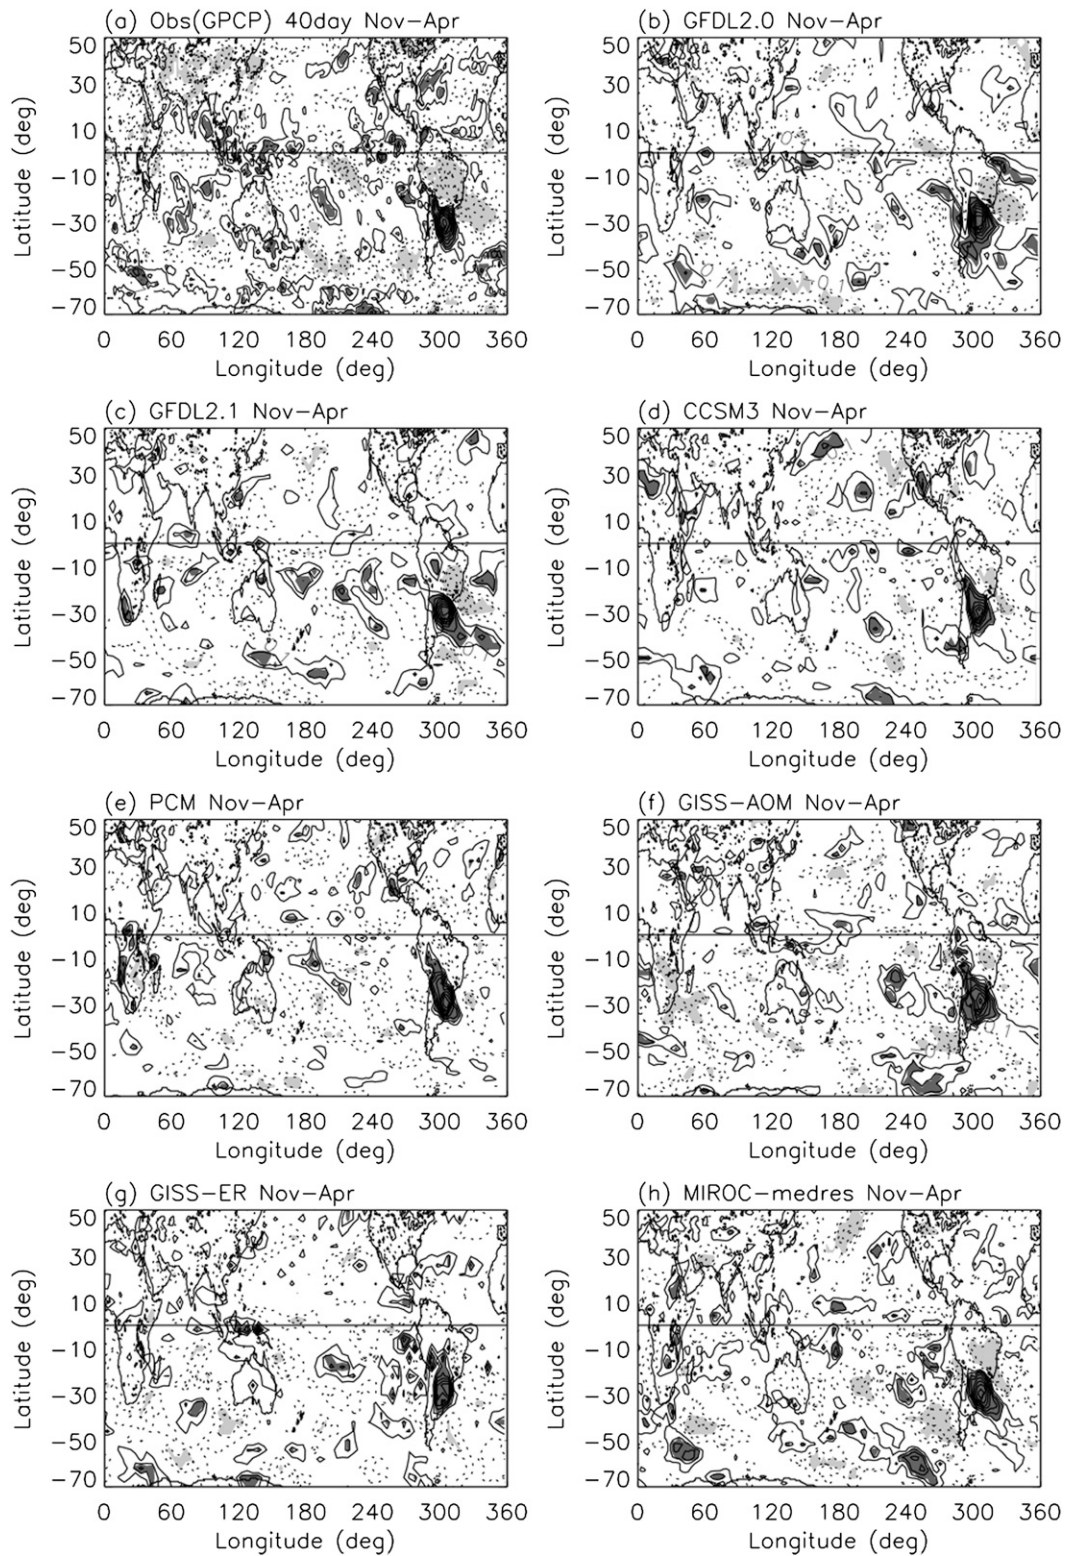 (a) Obs(GPCP) 40day Nov-Apr
50
30
10
-10
-30
-50
-70
Latitude (deg)
0 60 120 180 240 300 360
Longitude (deg)
(b) GFDL2.0 Nov-Apr
50
30
10
-10
-30
-50
-70
Latitude (deg)
0 60 120 180 240 300 360
Longitude (deg)
(c) GFDL2.1 Nov-Apr
50
30
10
-10
-30
-50
-70
Latitude (deg)
0 60 120 180 240 300 360
Longitude (deg)
(d) CCSM3 Nov-Apr
50
30
10
-10
-30
-50
-70
Latitude (deg)
0 60 120 180 240 300 360
Longitude (deg)
(e) PCM Nov-Apr
50
30
10
-10
-30
-50
-70
Latitude (deg)
0 60 120 180 240 300 360
Longitude (deg)
(f) GISS-AOM Nov-Apr
50
30
10
-10
-30
-50
-70
Latitude (deg)
0 60 120 180 240 300 360
Longitude (deg)
(g) GISS-ER Nov-Apr
50
30
10
-10
-30
-50
-70
Latitude (deg)
0 60 120 180 240 300 360
Longitude (deg)
(h) MIROC-medres Nov-Apr
50
30
10
-10
-30
-50
-70
Latitude (deg)
0 60 120 180 240 300 360
Longitude (deg)